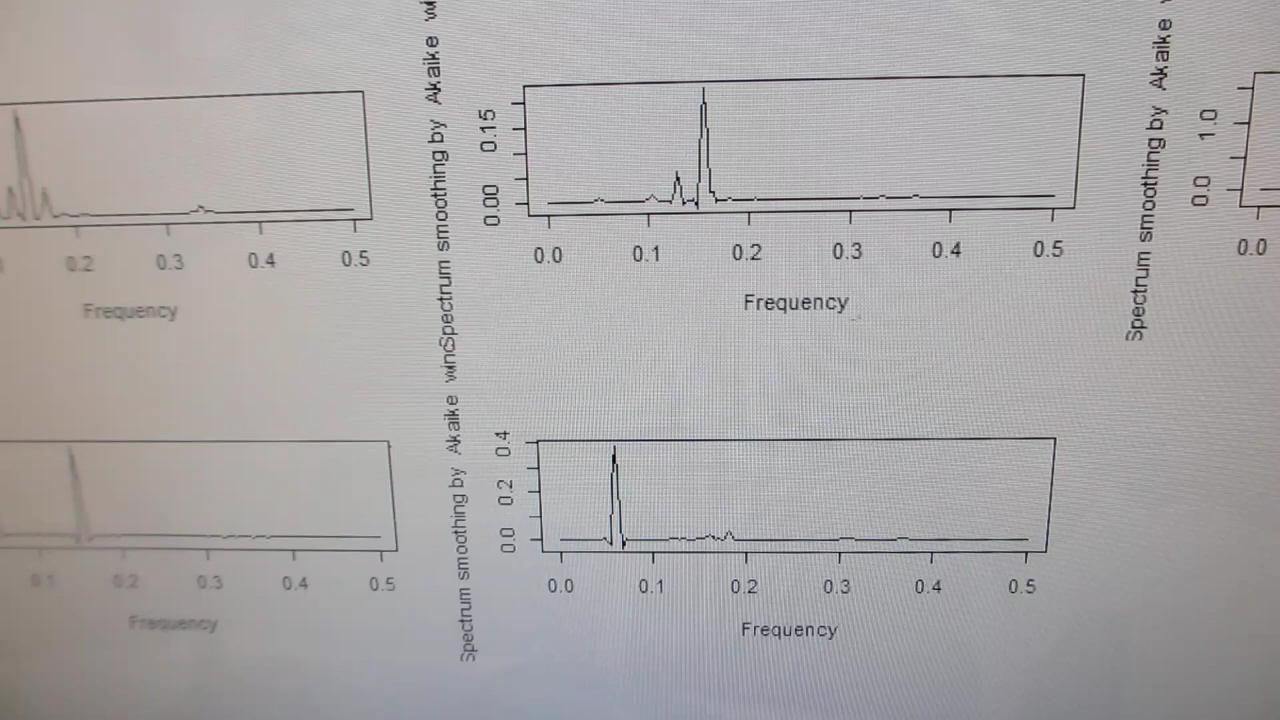 Spectrum smoothing by Akaike
0.15
0.00
0.0 0.1 0.2 0.3 0.4 0.5
Frequency
0.2 0.3 0.4 0.5
Frequency
Spectrum smoothing by Akaike
1.0
0.0
0.0
Spectrum smoothing by Akaike
0.4
0.2
0.0
0.0 0.1 0.2 0.3 0.4 0.5
Frequency
0.1 0.2 0.3 0.4 0.5
Frequency